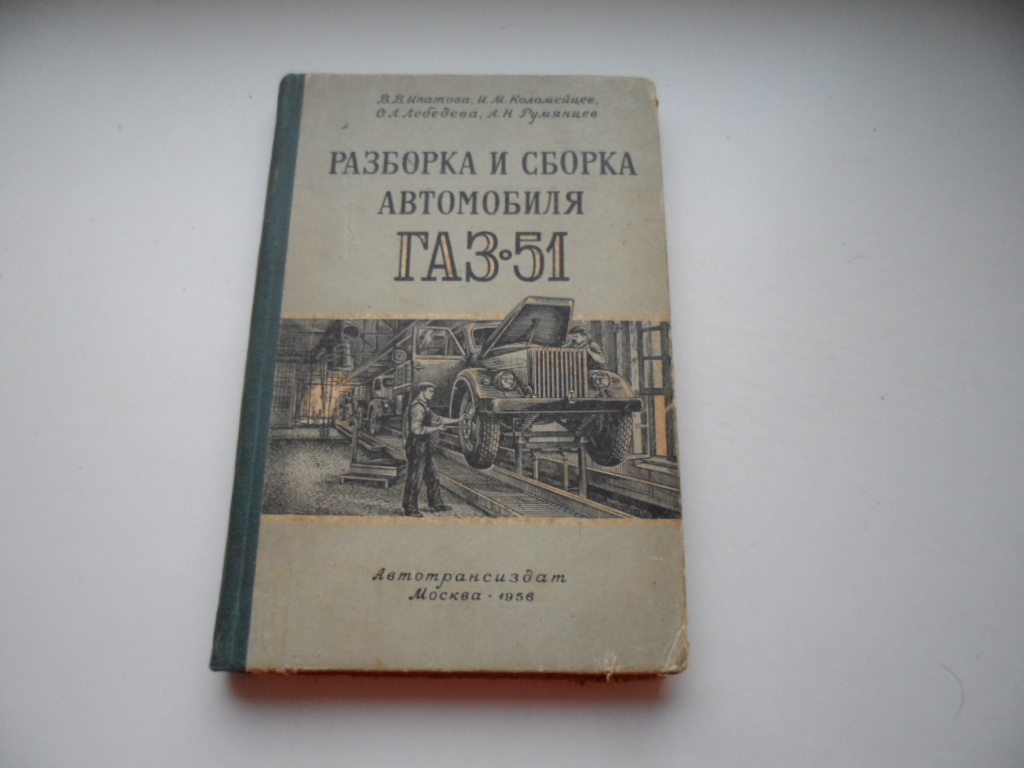 В. В. Ипатова, И. М. Коломейцев,
О. А. Лебедева, А. Н. Румянцев
РАЗБОРКА И СБОРКА
АВТОМОБИЛЯ
ГАЗ-51
Автотрансиздат
Москва · 1956